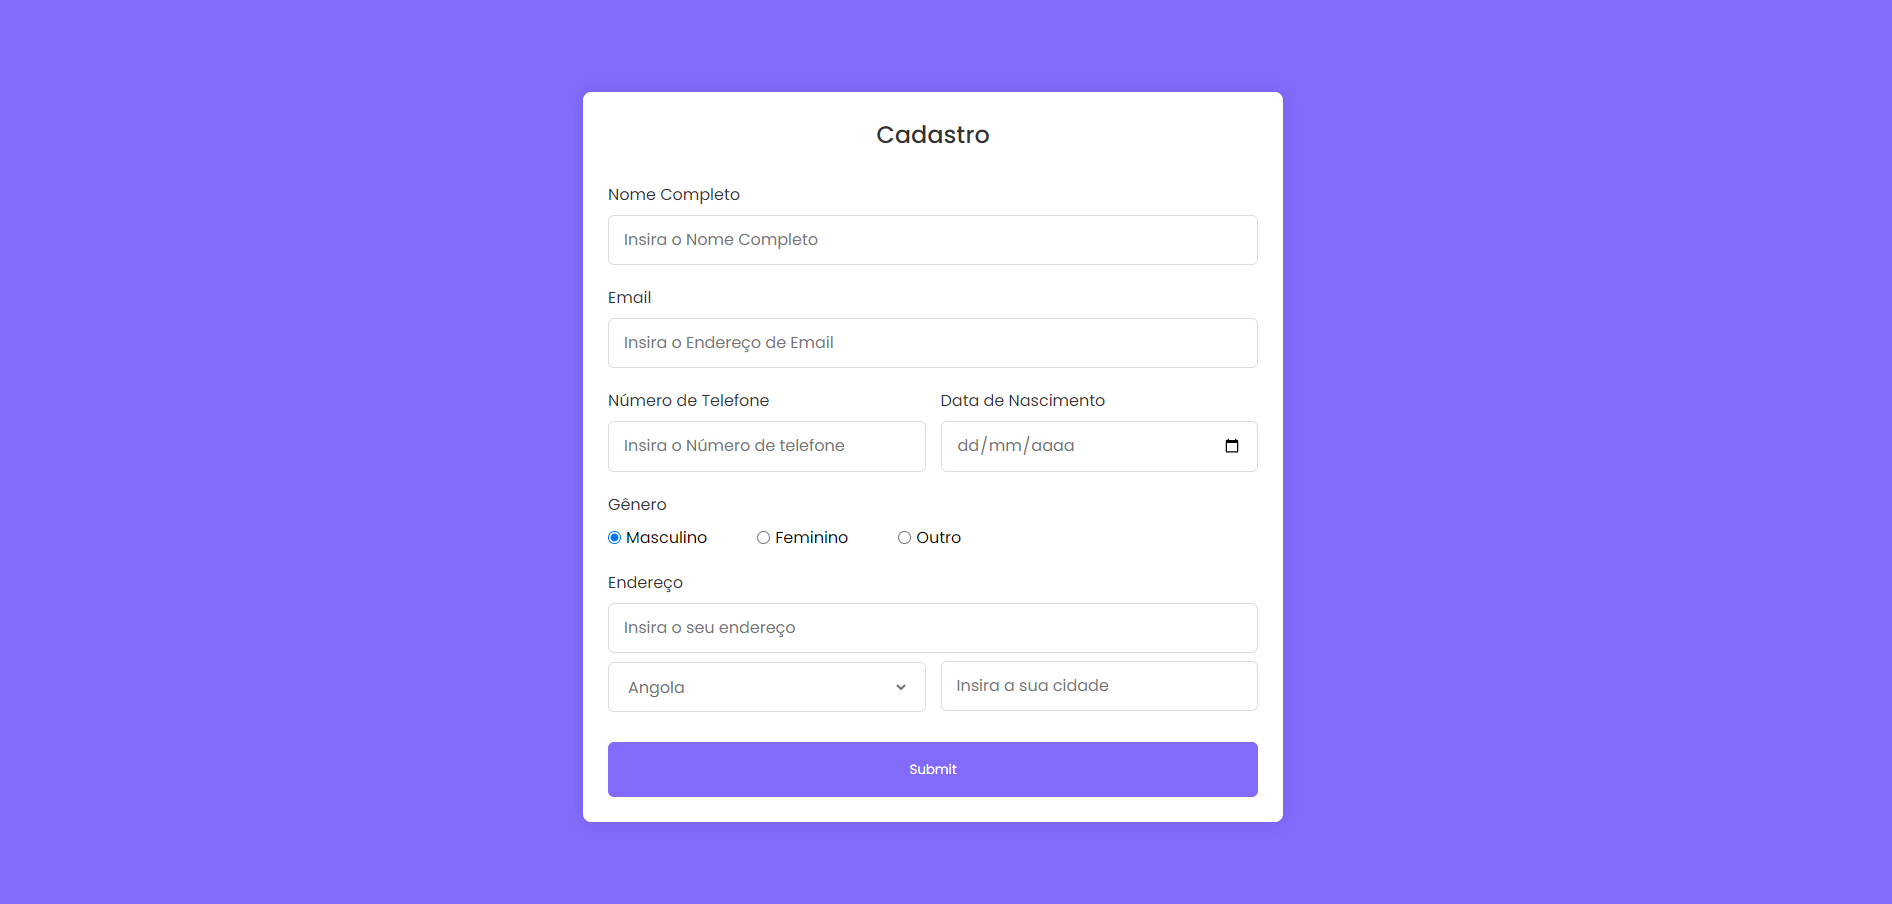 Cadastro
Nome Completo
Insira o Nome Completo
Email
Insira o Endereço de Email
Número de Telefone Data de Nascimento
Insira o Número de telefone dd/mm/aaaa
Gênero
Masculino Feminino Outro
Endereço
Insira o seu endereço
Angola Insira a sua cidade
Submit